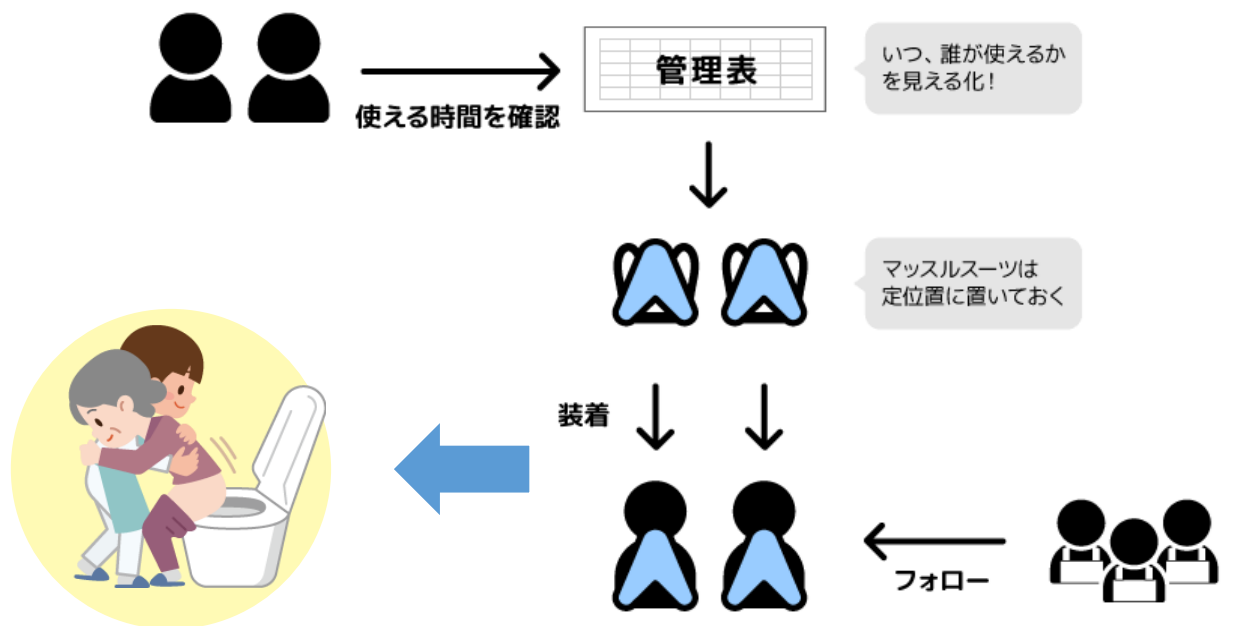 使える時間を確認
管理表
いつ、誰が使えるか
を見える化！
マッスルスーツは
定位置に置いておく
装着
フォロー